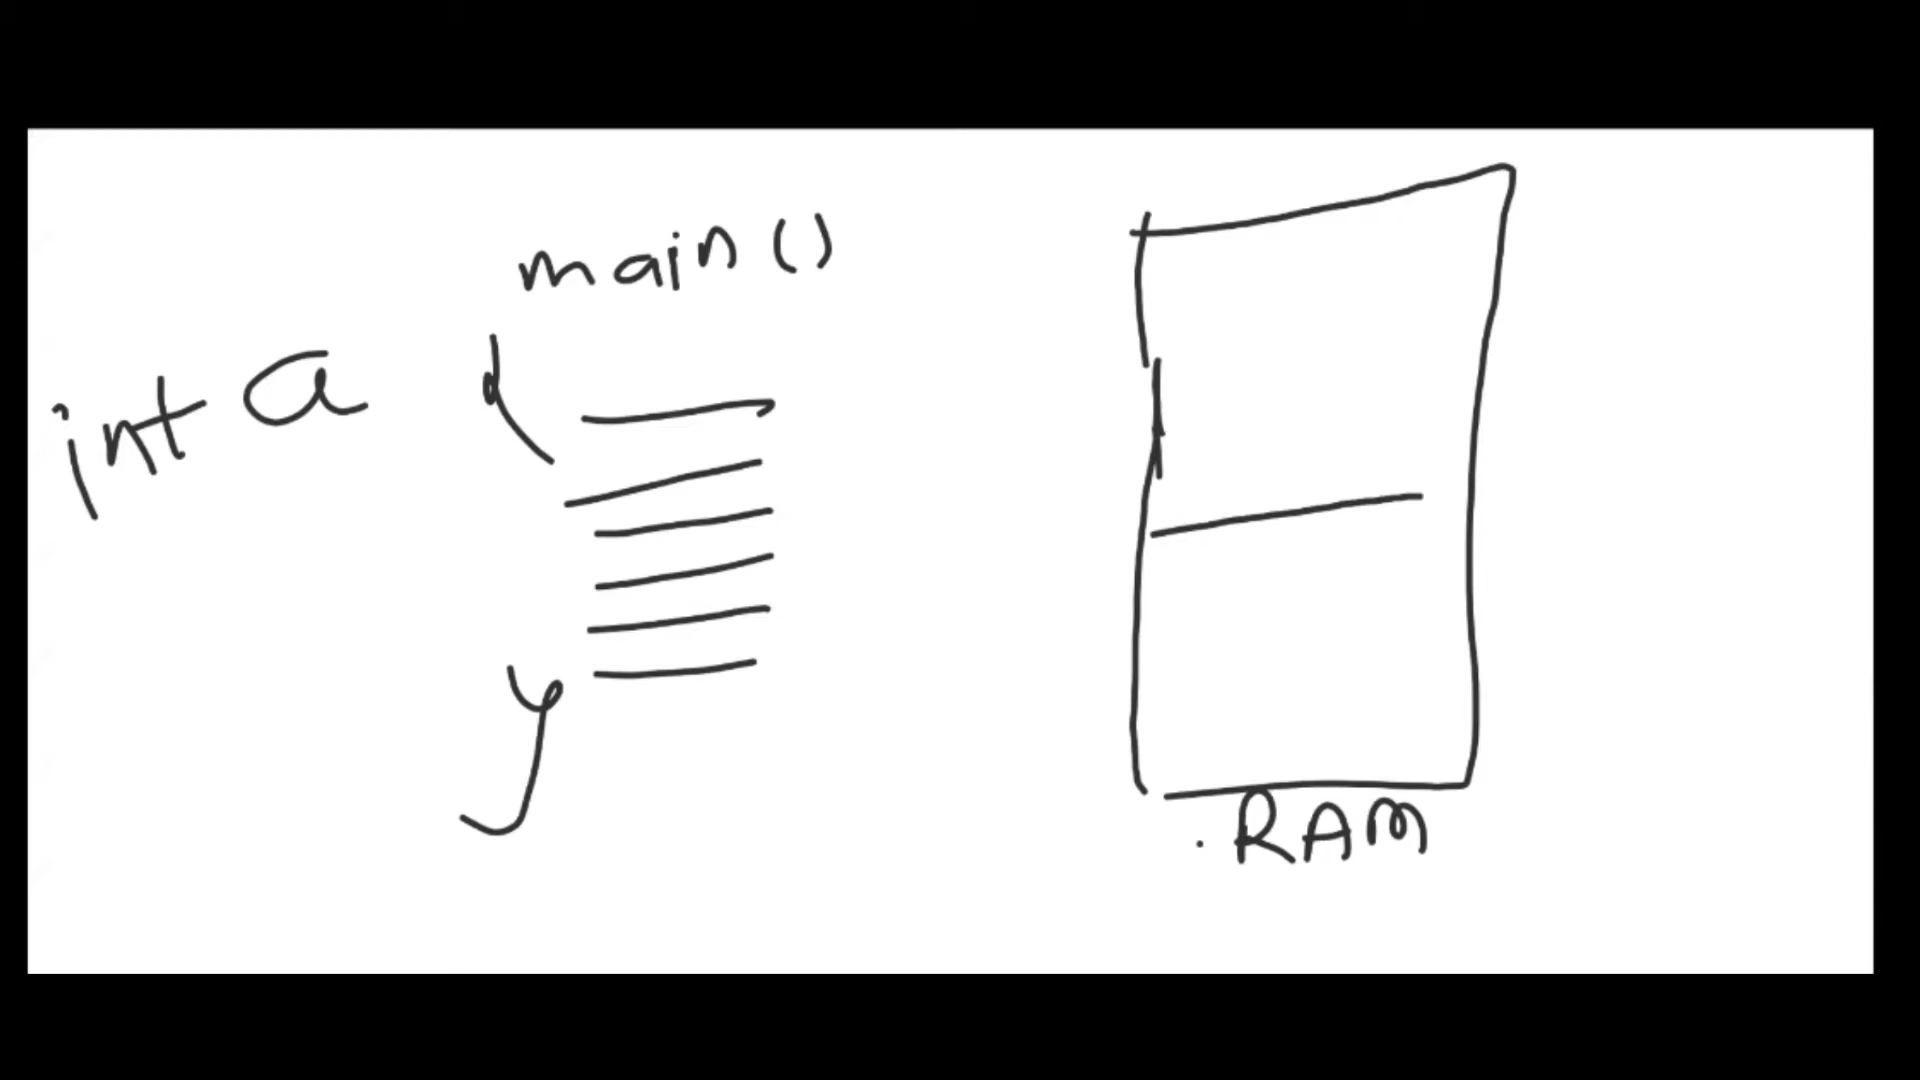 main ()
int a
{
}
RAM